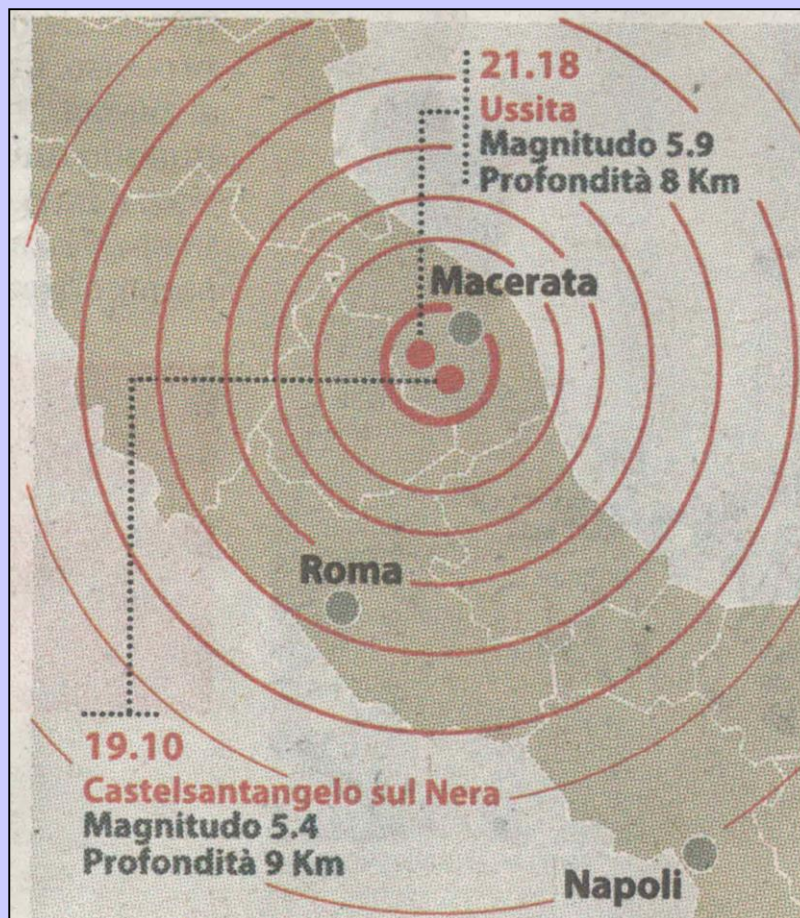 21.18
Ussita
Magnitudo 5.9
Profondità 8 Km
Macerata
Roma
19.10
Castelsantangelo sul Nera
Magnitudo 5.4
Profondità 9 Km
Napoli